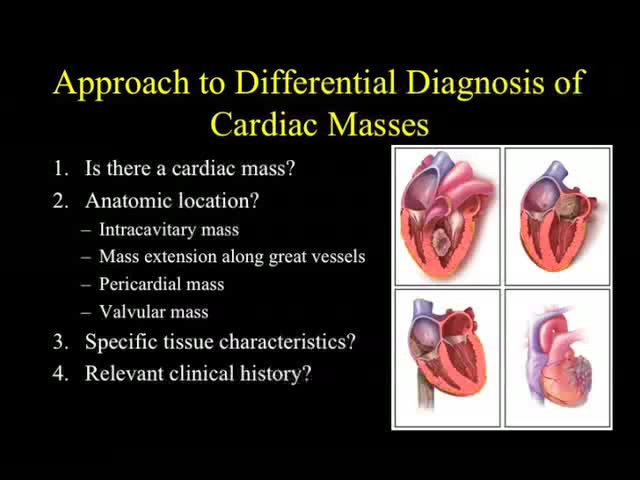 Approach to Differential Diagnosis of
Cardiac Masses
1. Is there a cardiac mass?
2. Anatomic location?
– Intracavitary mass
– Mass extension along great vessels
– Pericardial mass
– Valvular mass
3. Specific tissue characteristics?
4. Relevant clinical history?